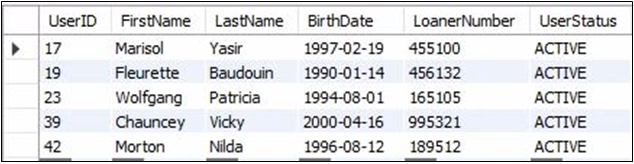 UserID FirstName LastName BirthDate LoanerNumber UserStatus
17 Marisol Yasir 1997-02-19 455100 ACTIVE
19 Fleurette Baudouin 1990-01-14 456132 ACTIVE
23 Wolfgang Patricia 1994-08-01 165105 ACTIVE
39 Chauncey Vicky 2000-04-16 995321 ACTIVE
42 Morton Nilda 1996-08-12 189512 ACTIVE